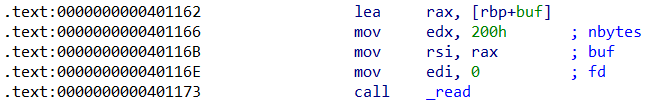 .text:0000000000401162 lea rax, [rbp+buf]
.text:0000000000401166 mov edx, 200h ; nbytes
.text:000000000040116B mov rsi, rax ; buf
.text:000000000040116E mov edi, 0 ; fd
.text:0000000000401173 call _read